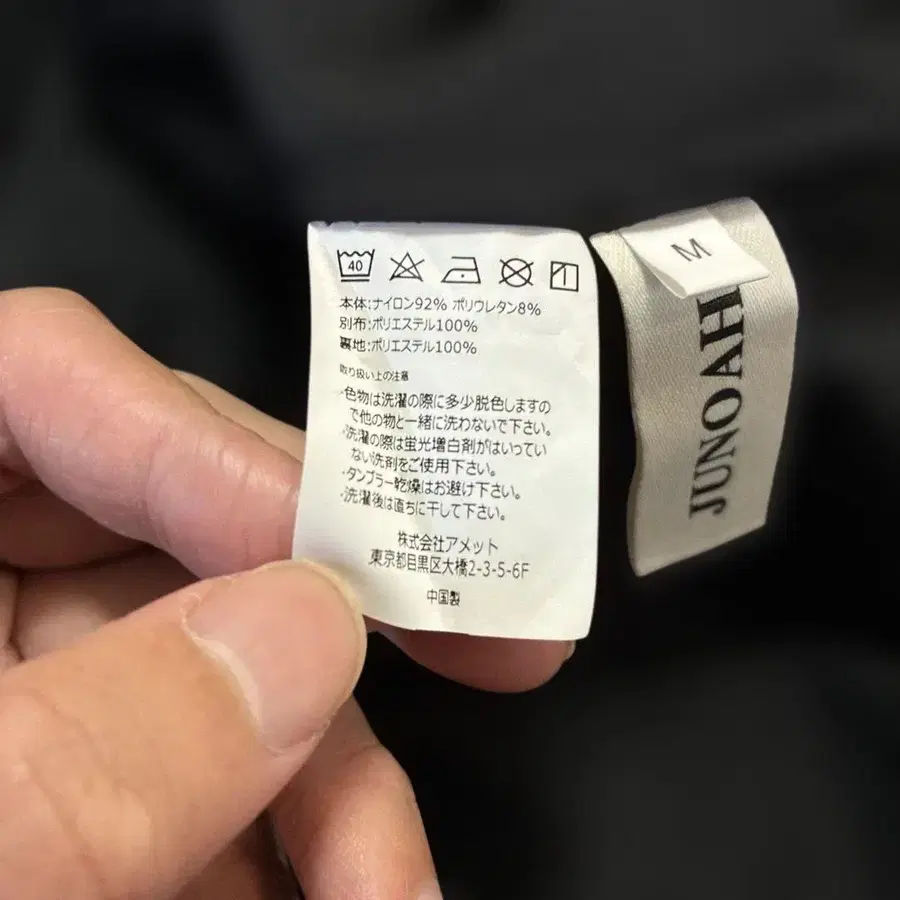 40
本体:ナイロン92% ポリウレタン8%
別布:ポリエステル100%
裏地:ポリエステル100%
取り扱い上の注意
・色物は洗濯の際に多少脱色しますの
で他の物と一緒に洗わないで下さい。
・洗濯の際は蛍光増白剤がはいってい
ない洗剤をご使用下さい。
・タンブラー乾燥はお避け下さい。
・洗濯後は直ちに干して下さい。
株式会社アメット
東京都目黒区大橋2-3-5-6F
中国製
M
JUNOAH